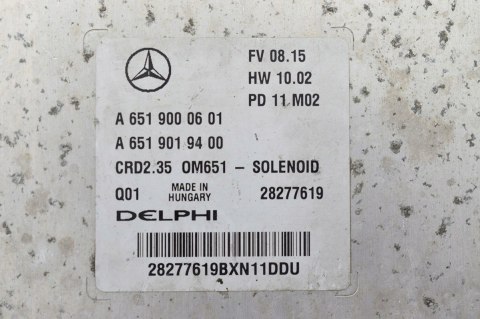 FV 08.15
HW 10.02
PD 11 M02
A 651 900 06 01
A 651 901 94 00
CRD2.35 OM651 - SOLENOID
Q01 MADE IN HUNGARY 28277619
DELPHI
28277619BXN11DDU